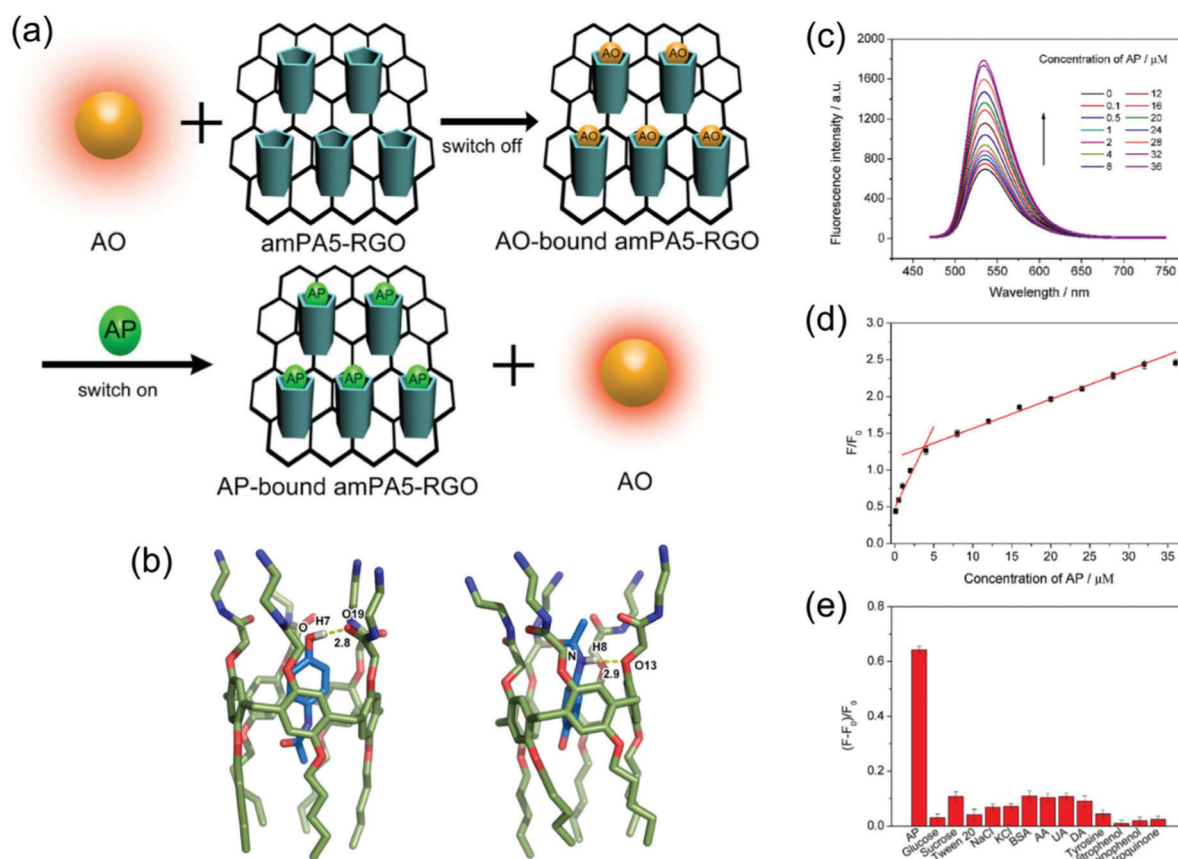 (a)
AO
amPA5-RGO
switch off
AO AO
AO AO AO
AO-bound amPA5-RGO
AP
switch on
AP AP
AP AP AP
AP-bound amPA5-RGO
AO
(b)
O H7 O19
2.8
N H8
2.9 O13
(c)
Fluorescence intensity / a.u.
2000
1600
1200
800
400
0
450 500 550 600 650 700 750
Wavelength / nm
Concentration of AP / µM
0 12
0.1 16
0.5 20
1 24
2 28
4 32
8 36
(d)
F/F0
3.0
2.5
2.0
1.5
1.0
0.5
0.0
0 5 10 15 20 25 30 35
Concentration of AP / µM
(e)
(F-F0)/F0
0.8
0.6
0.4
0.2
0.0
AP
Glucose
Sucrose
Tween 20
NaCl
KCl
BSA
AA
UA
DA
Tyrosine
itrophenol
inophenol
roquinone